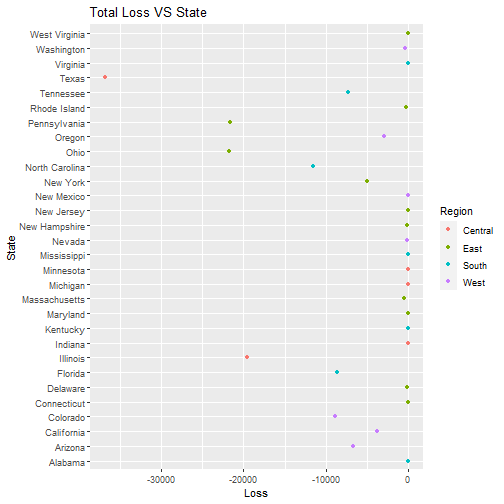 Total Loss VS State
State
West Virginia
Washington
Virginia
Texas
Tennessee
Rhode Island
Pennsylvania
Oregon
Ohio
North Carolina
New York
New Mexico
New Jersey
New Hampshire
Nevada
Mississippi
Minnesota
Michigan
Massachusetts
Maryland
Kentucky
Indiana
Illinois
Florida
Delaware
Connecticut
Colorado
California
Arizona
Alabama
-30000 -20000 -10000 0
Loss
Region
Central
East
South
West